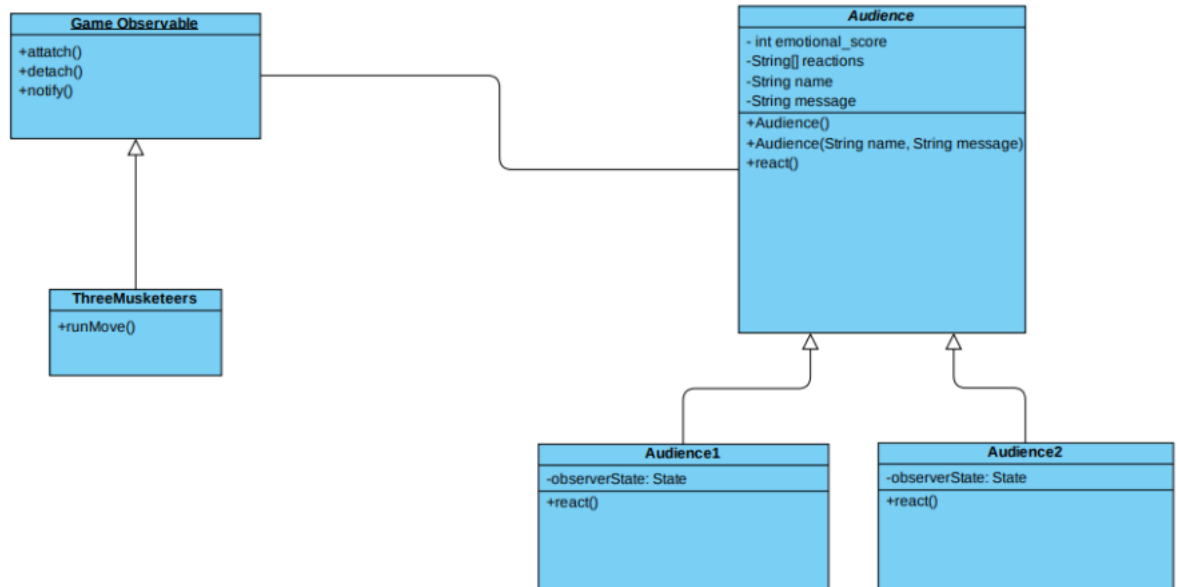 Game Observable
+attatch()
+detach()
+notify()
Audience
- int emotional_score
-String[] reactions
-String name
-String message
+Audience()
+Audience(String name, String message)
+react()
ThreeMusketeers
+runMove()
Audience1
-observerState: State
+react()
Audience2
-observerState: State
+react()